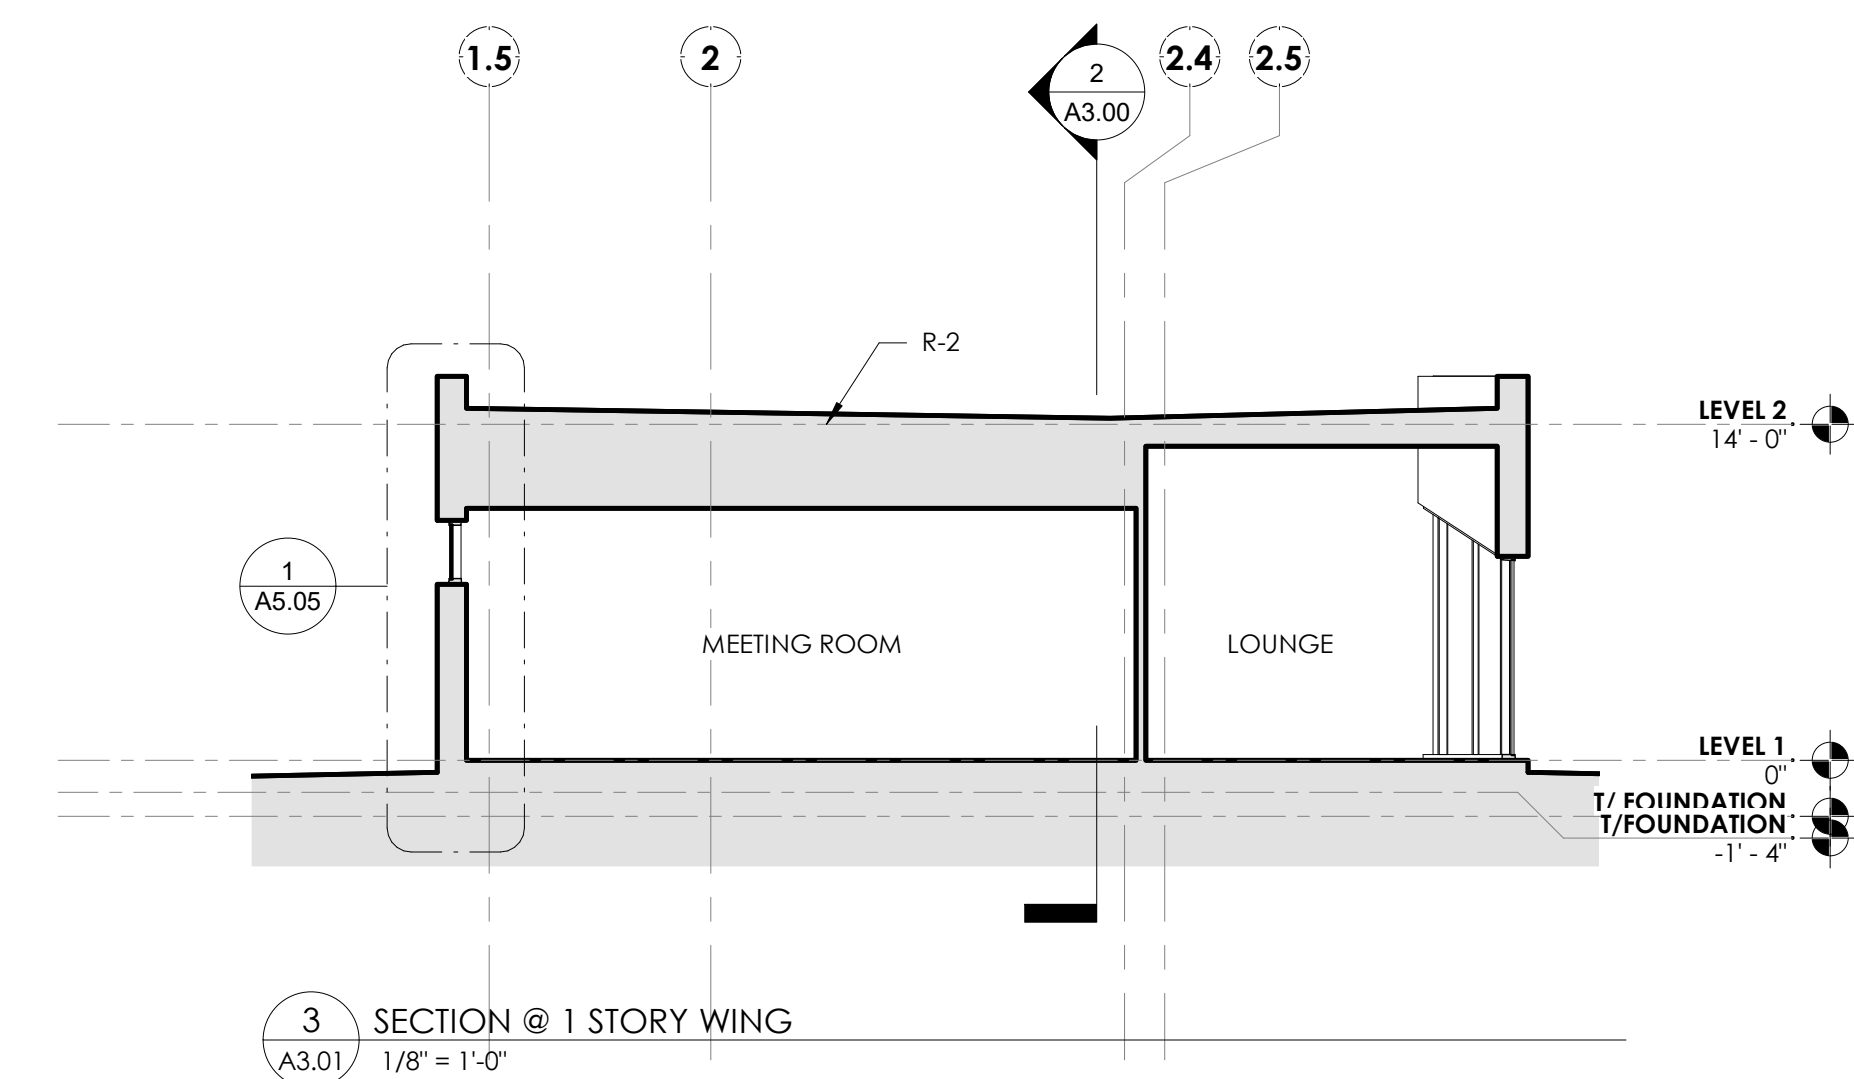 1.5
2
2
A3.00
2.4
2.5
R-2
LEVEL 2
14' - 0"
1
A5.05
MEETING ROOM
LOUNGE
LEVEL 1
0"
T/ FOUNDATION
T/FOUNDATION
-1' - 4"
3
A3.01
SECTION @ 1 STORY WING
1/8" = 1'-0"